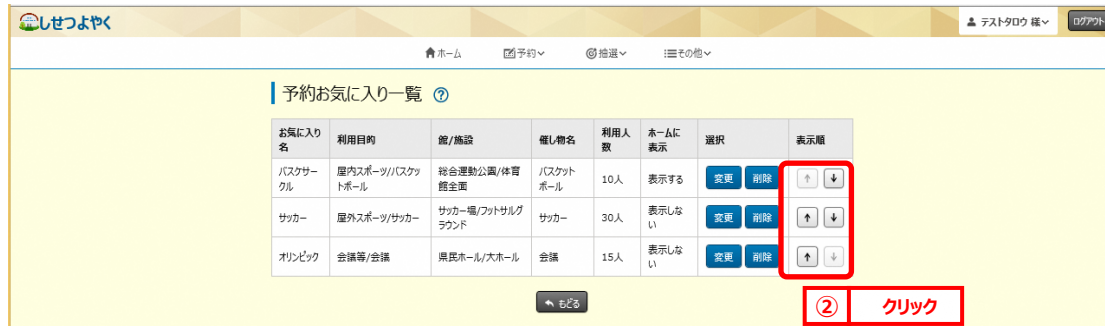 しせつよやく
テストタロウ 様
ログアウト
ホーム 予約 抽選 その他
予約お気に入り一覧 ?
お気に入り名 利用目的 館/施設 催し物名 利用人数 ホームに表示 選択 表示順
バスケサークル 屋内スポーツ/バスケットボール 総合運動公園/体育館全面 バスケットボール 10人 表示する 変更 削除 ↑ ↓
サッカー 屋外スポーツ/サッカー サッカー場/フットサルグラウンド サッカー 30人 表示しない 変更 削除 ↑ ↓
オリンピック 会議等/会議 県民ホール/大ホール 会議 15人 表示しない 変更 削除 ↑ ↓
もどる
② クリック